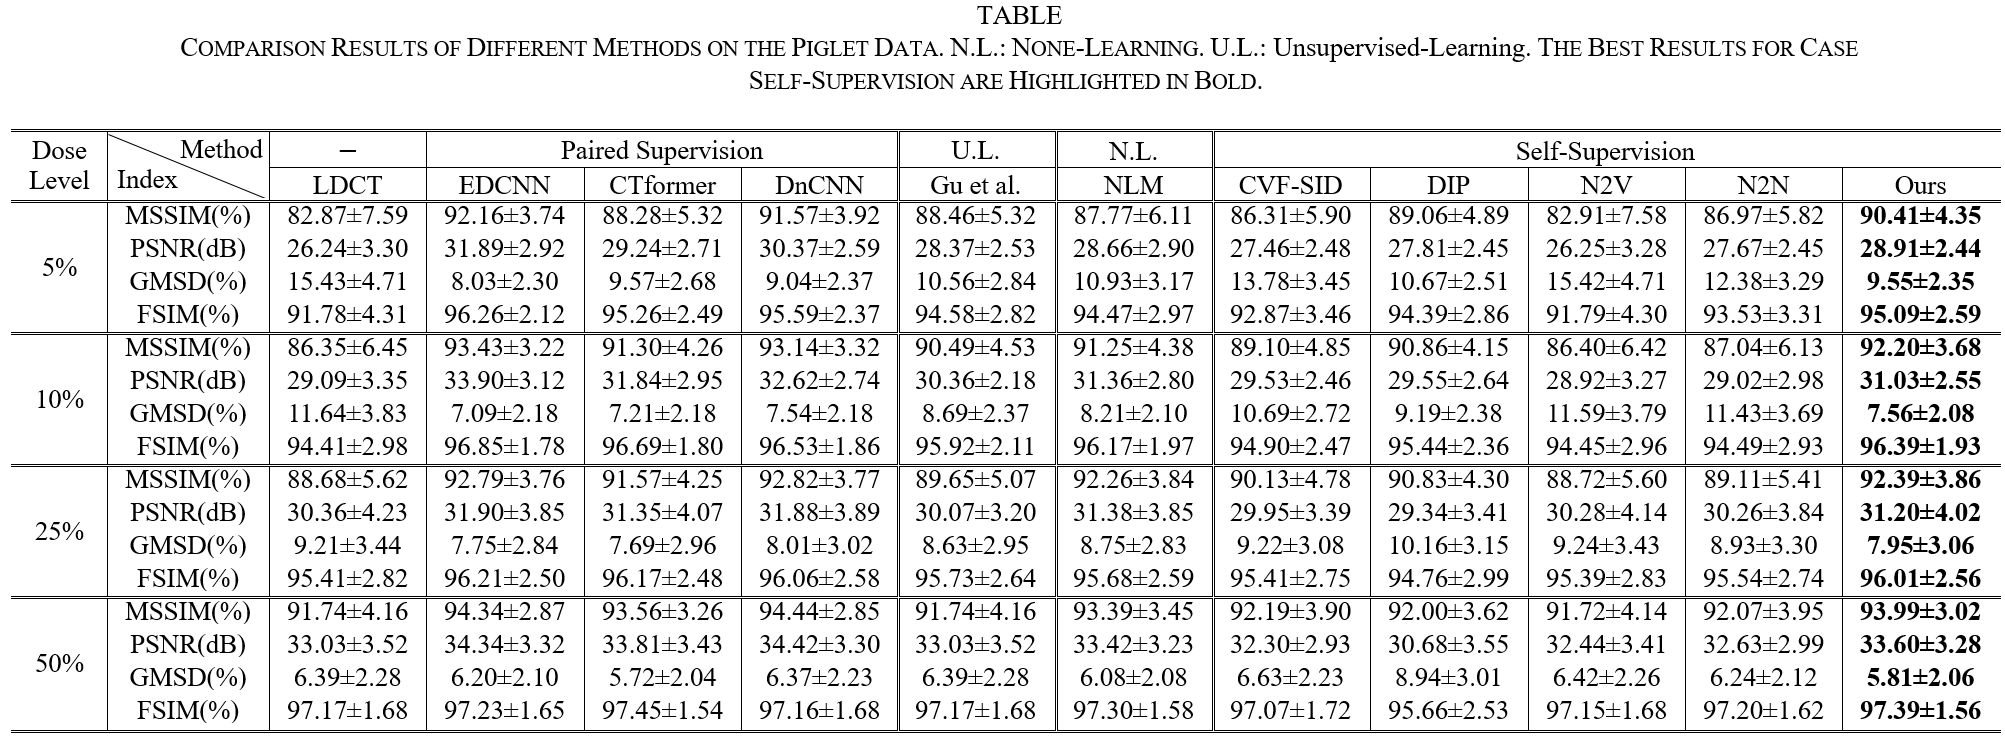 TABLE
COMPARISON RESULTS OF DIFFERENT METHODS ON THE PIGLET DATA. N.L.: NONE-LEARNING. U.L.: Unsupervised-Learning. THE BEST RESULTS FOR CASE
SELF-SUPERVISION ARE HIGHLIGHTED IN BOLD.
Dose Level Method Index – Paired Supervision U.L. N.L. Self-Supervision
LDCT EDCNN CTformer DnCNN Gu et al. NLM CVF-SID DIP N2V N2N Ours
5%
MSSIM(%) 82.87±7.59 92.16±3.74 88.28±5.32 91.57±3.92 88.46±5.32 87.77±6.11 86.31±5.90 89.06±4.89 82.91±7.58 86.97±5.82 90.41±4.35
PSNR(dB) 26.24±3.30 31.89±2.92 29.24±2.71 30.37±2.59 28.37±2.53 28.66±2.90 27.46±2.48 27.81±2.45 26.25±3.28 27.67±2.45 28.91±2.44
GMSD(%) 15.43±4.71 8.03±2.30 9.57±2.68 9.04±2.37 10.56±2.84 10.93±3.17 13.78±3.45 10.67±2.51 15.42±4.71 12.38±3.29 9.55±2.35
FSIM(%) 91.78±4.31 96.26±2.12 95.26±2.49 95.59±2.37 94.58±2.82 94.47±2.97 92.87±3.46 94.39±2.86 91.79±4.30 93.53±3.31 95.09±2.59
10%
MSSIM(%) 86.35±6.45 93.43±3.22 91.30±4.26 93.14±3.32 90.49±4.53 91.25±4.38 89.10±4.85 90.86±4.15 86.40±6.42 87.04±6.13 92.20±3.68
PSNR(dB) 29.09±3.35 33.90±3.12 31.84±2.95 32.62±2.74 30.36±2.18 31.36±2.80 29.53±2.46 29.55±2.64 28.92±3.27 29.02±2.98 31.03±2.55
GMSD(%) 11.64±3.83 7.09±2.18 7.21±2.18 7.54±2.18 8.69±2.37 8.21±2.10 10.69±2.72 9.19±2.38 11.59±3.79 11.43±3.69 7.56±2.08
FSIM(%) 94.41±2.98 96.85±1.78 96.69±1.80 96.53±1.86 95.92±2.11 96.17±1.97 94.90±2.47 95.44±2.36 94.45±2.96 94.49±2.93 96.39±1.93
25%
MSSIM(%) 88.68±5.62 92.79±3.76 91.57±4.25 92.82±3.77 89.65±5.07 92.26±3.84 90.13±4.78 90.83±4.30 88.72±5.60 89.11±5.41 92.39±3.86
PSNR(dB) 30.36±4.23 31.90±3.85 31.35±4.07 31.88±3.89 30.07±3.20 31.38±3.85 29.95±3.39 29.34±3.41 30.28±4.14 30.26±3.84 31.20±4.02
GMSD(%) 9.21±3.44 7.75±2.84 7.69±2.96 8.01±3.02 8.63±2.95 8.75±2.83 9.22±3.08 10.16±3.15 9.24±3.43 8.93±3.30 7.95±3.06
FSIM(%) 95.41±2.82 96.21±2.50 96.17±2.48 96.06±2.58 95.73±2.64 95.68±2.59 95.41±2.75 94.76±2.99 95.39±2.83 95.54±2.74 96.01±2.56
50%
MSSIM(%) 91.74±4.16 94.34±2.87 93.56±3.26 94.44±2.85 91.74±4.16 93.39±3.45 92.19±3.90 92.00±3.62 91.72±4.14 92.07±3.95 93.99±3.02
PSNR(dB) 33.03±3.52 34.34±3.32 33.81±3.43 34.42±3.30 33.03±3.52 33.42±3.23 32.30±2.93 30.68±3.55 32.44±3.41 32.63±2.99 33.60±3.28
GMSD(%) 6.39±2.28 6.20±2.10 5.72±2.04 6.37±2.23 6.39±2.28 6.08±2.08 6.63±2.23 8.94±3.01 6.42±2.26 6.24±2.12 5.81±2.06
FSIM(%) 97.17±1.68 97.23±1.65 97.45±1.54 97.16±1.68 97.17±1.68 97.30±1.58 97.07±1.72 95.66±2.53 97.15±1.68 97.20±1.62 97.39±1.56